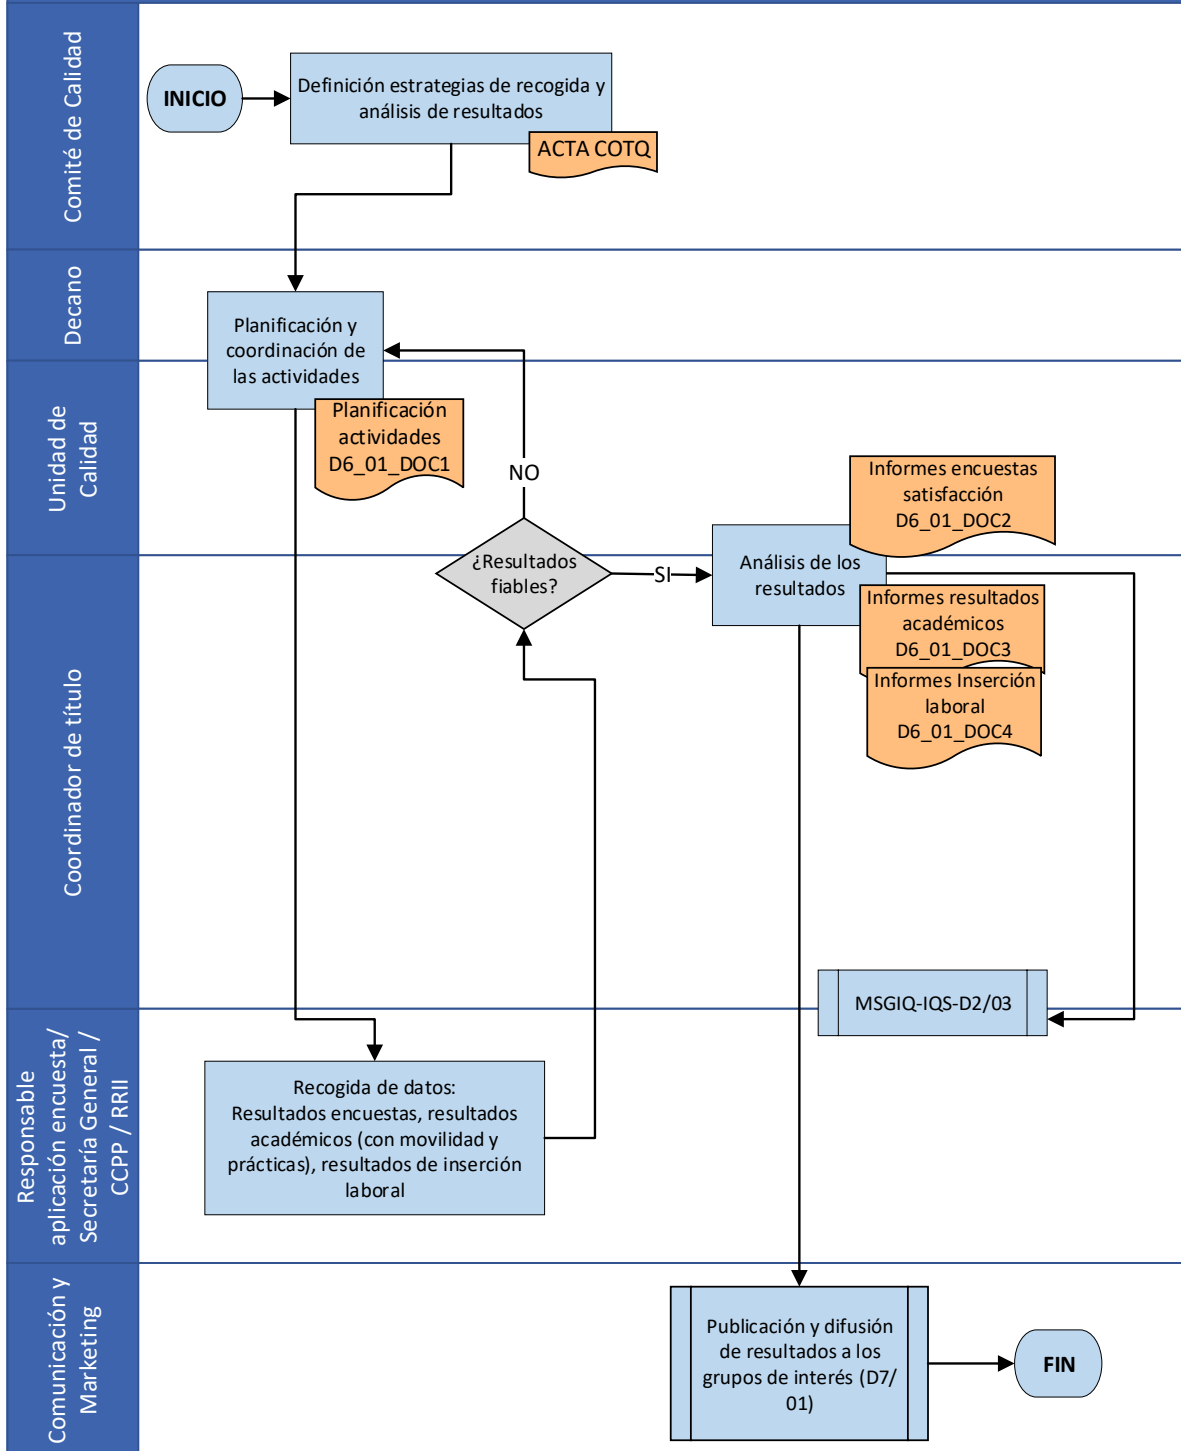 Comité de Calidad
INICIO
Definición estrategias de recogida y
análisis de resultados
ACTA COTQ
Decano
Planificación y
coordinación de
las actividades
Unidad de
Calidad
Planificación
actividades
D6_01_DOC1
NO
Informes encuestas
satisfacción
D6_01_DOC2
Coordinador de título
¿Resultados
fiables?
SI
Análisis de los
resultados
Informes resultados
académicos
D6_01_DOC3
Informes Inserción
laboral
D6_01_DOC4
MSGIQ-IQS-D2/03
Responsable
aplicación encuesta/
Secretaría General /
CCPP / RRII
Recogida de datos:
Resultados encuestas, resultados
académicos (con movilidad y
prácticas), resultados de inserción
laboral
Comunicación y
Marketing
Publicación y difusión
de resultados a los
grupos de interés (D7/
01)
FIN